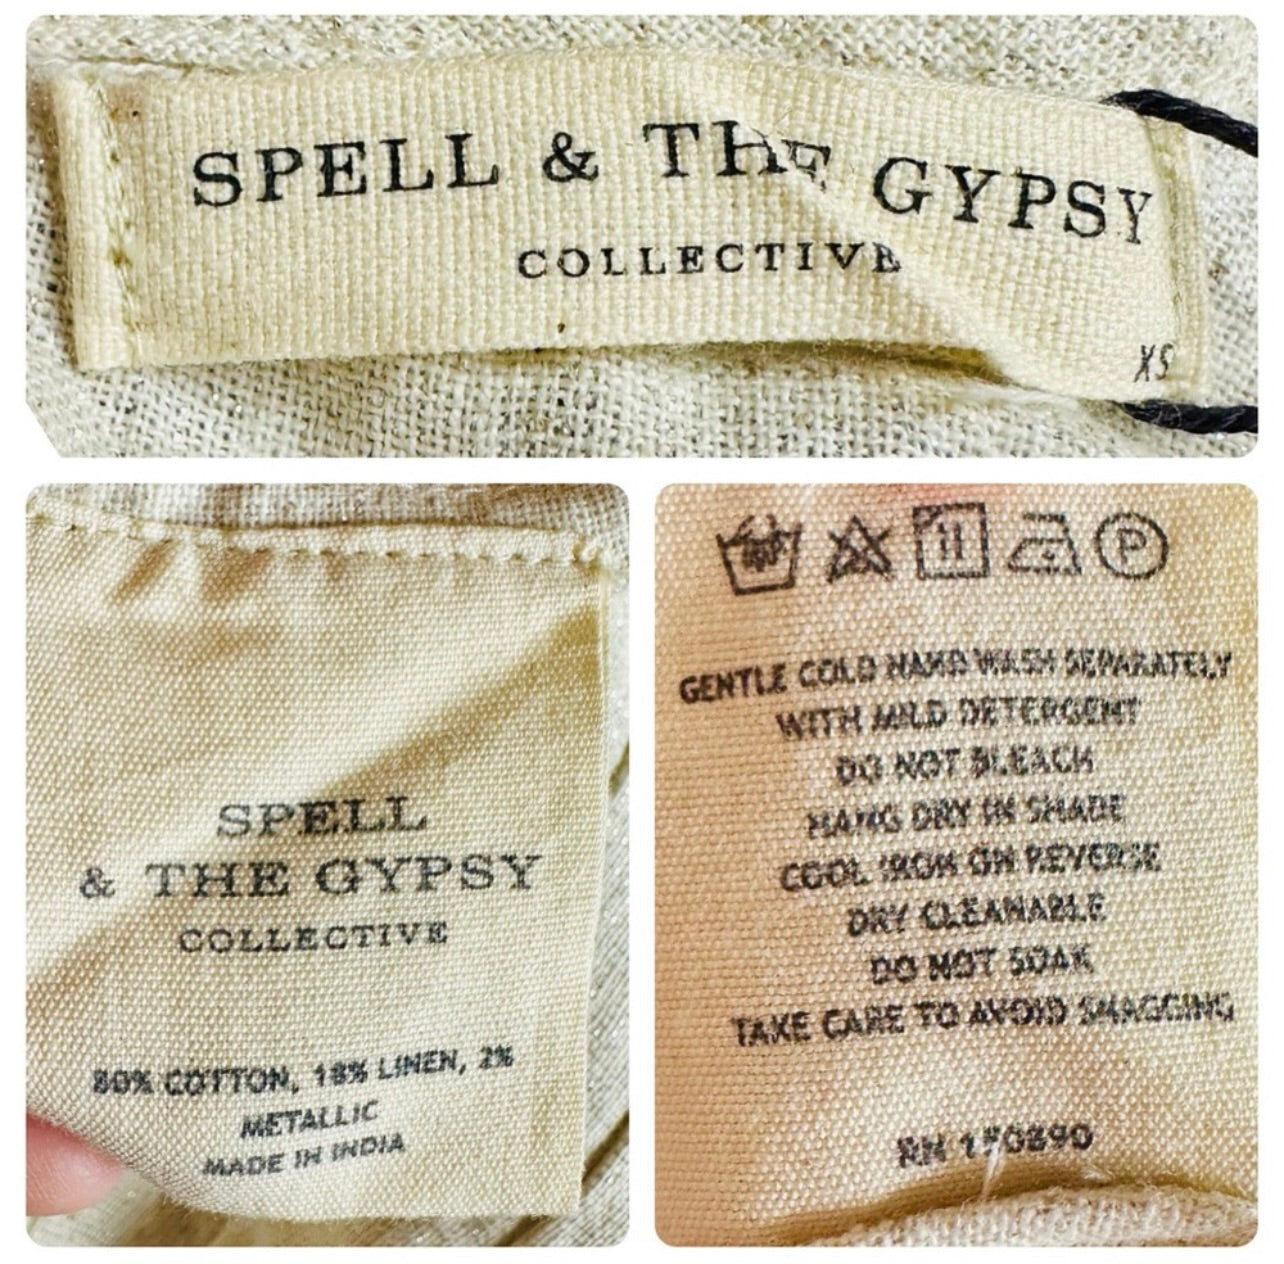 SPELL & THE GYPSY
COLLECTIVE
XS
SPELL
& THE GYPSY
COLLECTIVE
80% COTTON, 18% LINEN, 2%
METALLIC
MADE IN INDIA
P
GENTLE COLD HAND WASH SEPARATELY
WITH MILD DETERGENT
DO NOT BLEACH
HANG DRY IN SHADE
COOL IRON ON REVERSE
DRY CLEANABLE
DO NOT SOAK
TAKE CARE TO AVOID SNAGGING
RN